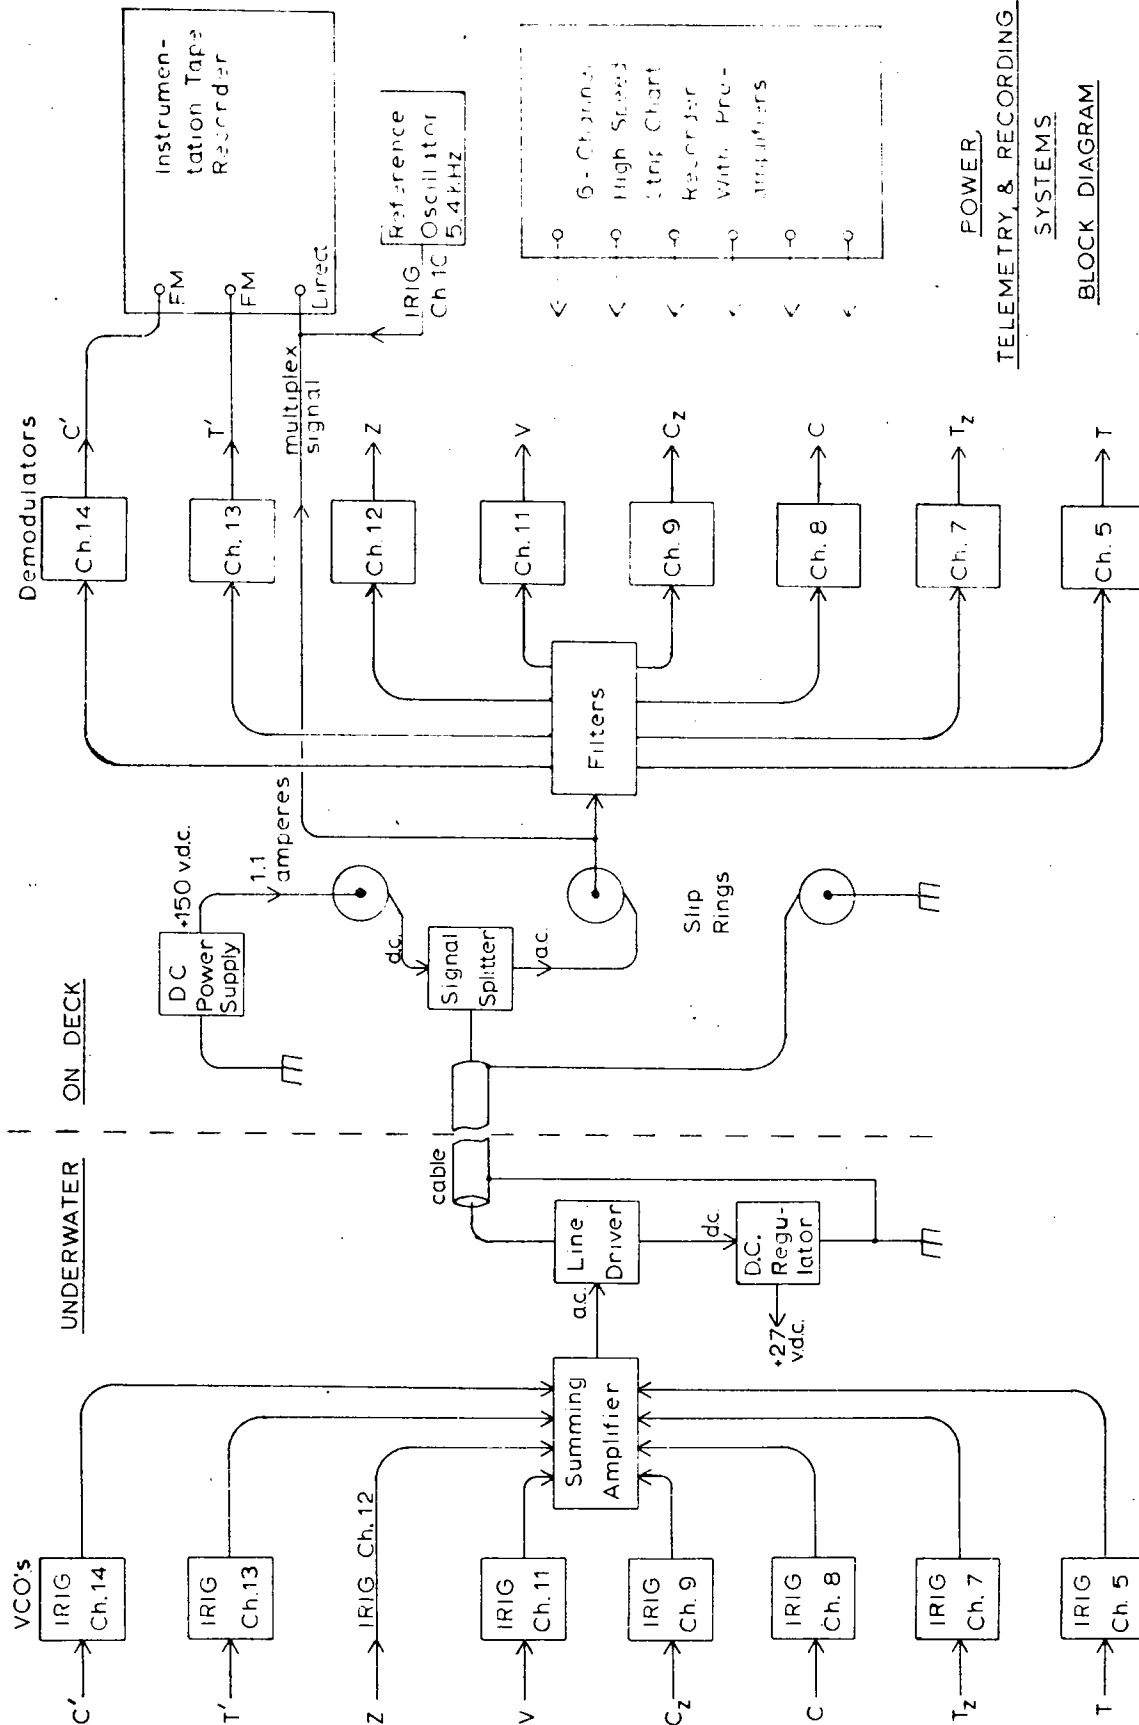 UNDERWATER
ON DECK
VCO's
C'
IRIG
Ch.14
T'
IRIG
Ch.13
Z
IRIG Ch.12
V
IRIG
Ch.11
Cz
IRIG
Ch. 9
C
IRIG
Ch. 8
Tz
IRIG
Ch. 7
T
IRIG
Ch. 5
Summing
Amplifier
a.c.
Line
Driver
d.c.
D.C.
Regu-
lator
+27
v.d.c.
cable
DC
Power
Supply
+150 v.d.c.
1.1
amperes
d.c.
Signal
Splitter
a.c.
Slip
Rings
Filters
Demodulators
Ch.14
C'
Ch. 13
T'
multiplex
signal
Ch.12
Z
Ch. 11
V
Ch. 9
Cz
Ch. 8
C
Ch. 7
Tz
Ch. 5
T
FM
FM
Direct
Instrumen-
tation Tape
Recorder
Reference
Oscillator
5.4 kHz
IRIG
Ch 10
6 - Channel
High Speed
Strip Chart
Recorder
With Pre-
amplifiers
POWER,
TELEMETRY, & RECORDING
SYSTEMS
BLOCK DIAGRAM